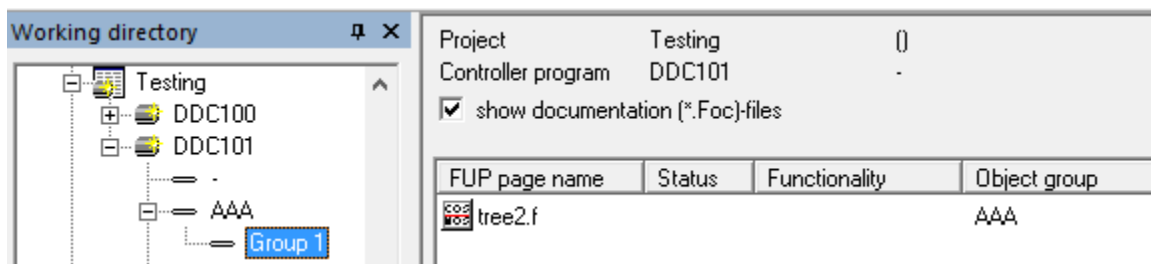 Working directory
Testing
DDC100
DDC101
-
AAA
Group 1
Project Testing ()
Controller program DDC101 -
show documentation (*.Foc)-files
FUP page name Status Functionality Object group
tree2.f AAA